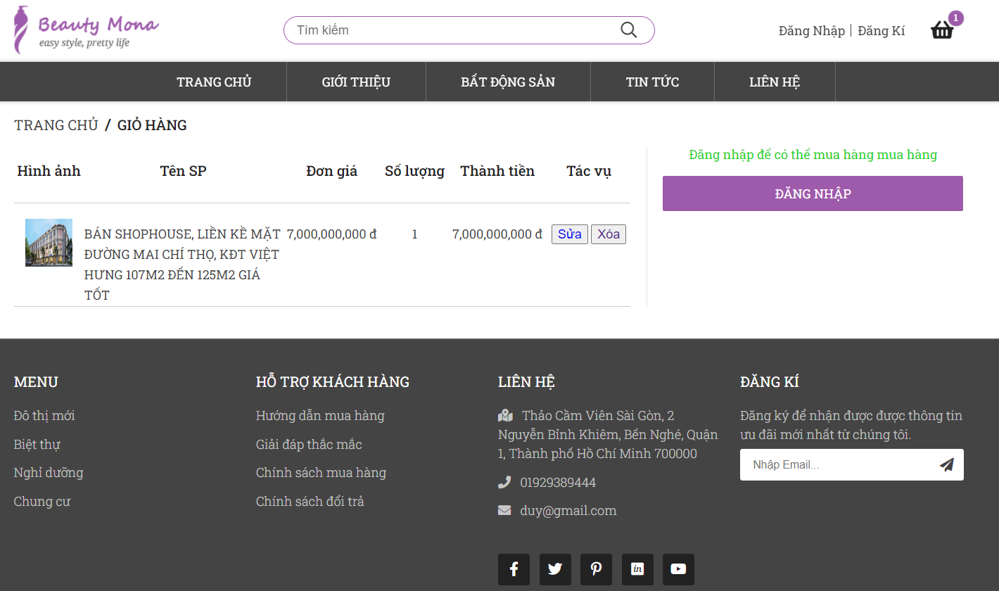 Beauty Mona
easy style, pretty life
Tìm kiếm
Đăng Nhập
Đăng Kí
1
TRANG CHỦ
GIỚI THIỆU
BẤT ĐỘNG SẢN
TIN TỨC
LIÊN HỆ
TRANG CHỦ / GIỎ HÀNG
Hình ảnh
Tên SP
Đơn giá
Số lượng
Thành tiền
Tác vụ
BÁN SHOPHOUSE, LIỀN KỀ MẶT
ĐƯỜNG MAI CHÍ THỌ, KĐT VIỆT
HƯNG 107M2 ĐẾN 125M2 GIÁ
TỐT
7,000,000,000 đ
1
7,000,000,000 đ
Sửa
Xóa
Đăng nhập để có thể mua hàng mua hàng
ĐĂNG NHẬP
MENU
Đô thị mới
Biệt thự
Nghỉ dưỡng
Chung cư
HỖ TRỢ KHÁCH HÀNG
Hướng dẫn mua hàng
Giải đáp thắc mắc
Chính sách mua hàng
Chính sách đổi trả
LIÊN HỆ
Thảo Cầm Viên Sài Gòn, 2
Nguyễn Bỉnh Khiêm, Bến Nghé, Quận
1, Thành phố Hồ Chí Minh 700000
01929389444
duy@gmail.com
ĐĂNG KÍ
Đăng ký để nhận được được thông tin
ưu đãi mới nhất từ chúng tôi.
Nhập Email...